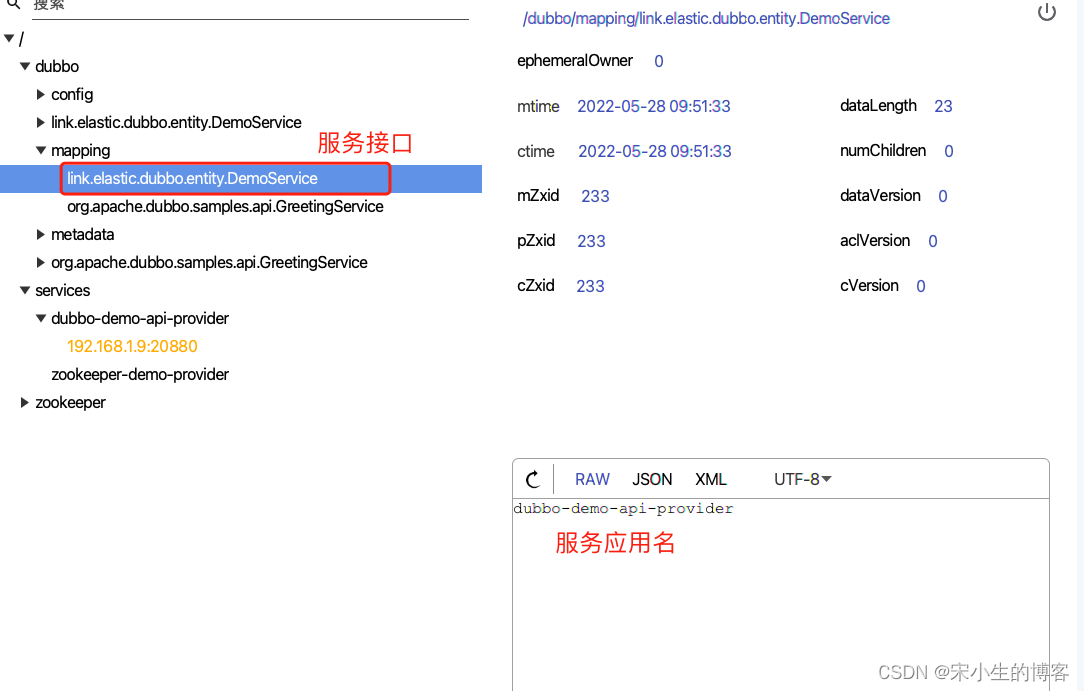 搜索
/
dubbo
config
link.elastic.dubbo.entity.DemoService
服务接口
mapping
link.elastic.dubbo.entity.DemoService
org.apache.dubbo.samples.api.GreetingService
metadata
org.apache.dubbo.samples.api.GreetingService
services
dubbo-demo-api-provider
192.168.1.9:20880
zookeeper-demo-provider
zookeeper
/dubbo/mapping/link.elastic.dubbo.entity.DemoService
ephemeralOwner 0
mtime 2022-05-28 09:51:33 dataLength 23
ctime 2022-05-28 09:51:33 numChildren 0
mZxid 233 dataVersion 0
pZxid 233 aclVersion 0
cZxid 233 cVersion 0
RAW JSON XML UTF-8
dubbo-demo-api-provider
服务应用名
CSDN @宋小生的博客